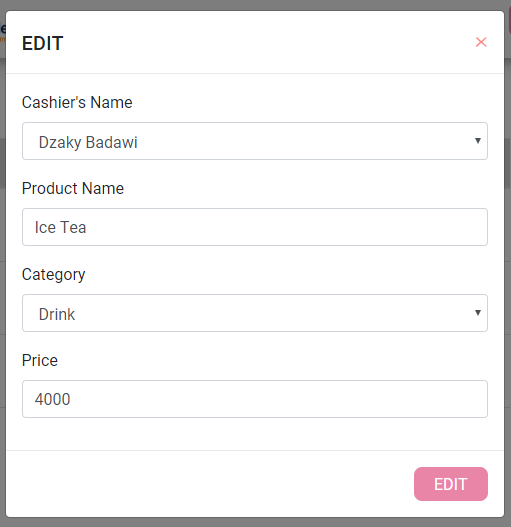 EDIT
×
Cashier's Name
Dzaky Badawi
Product Name
Ice Tea
Category
Drink
Price
4000
EDIT